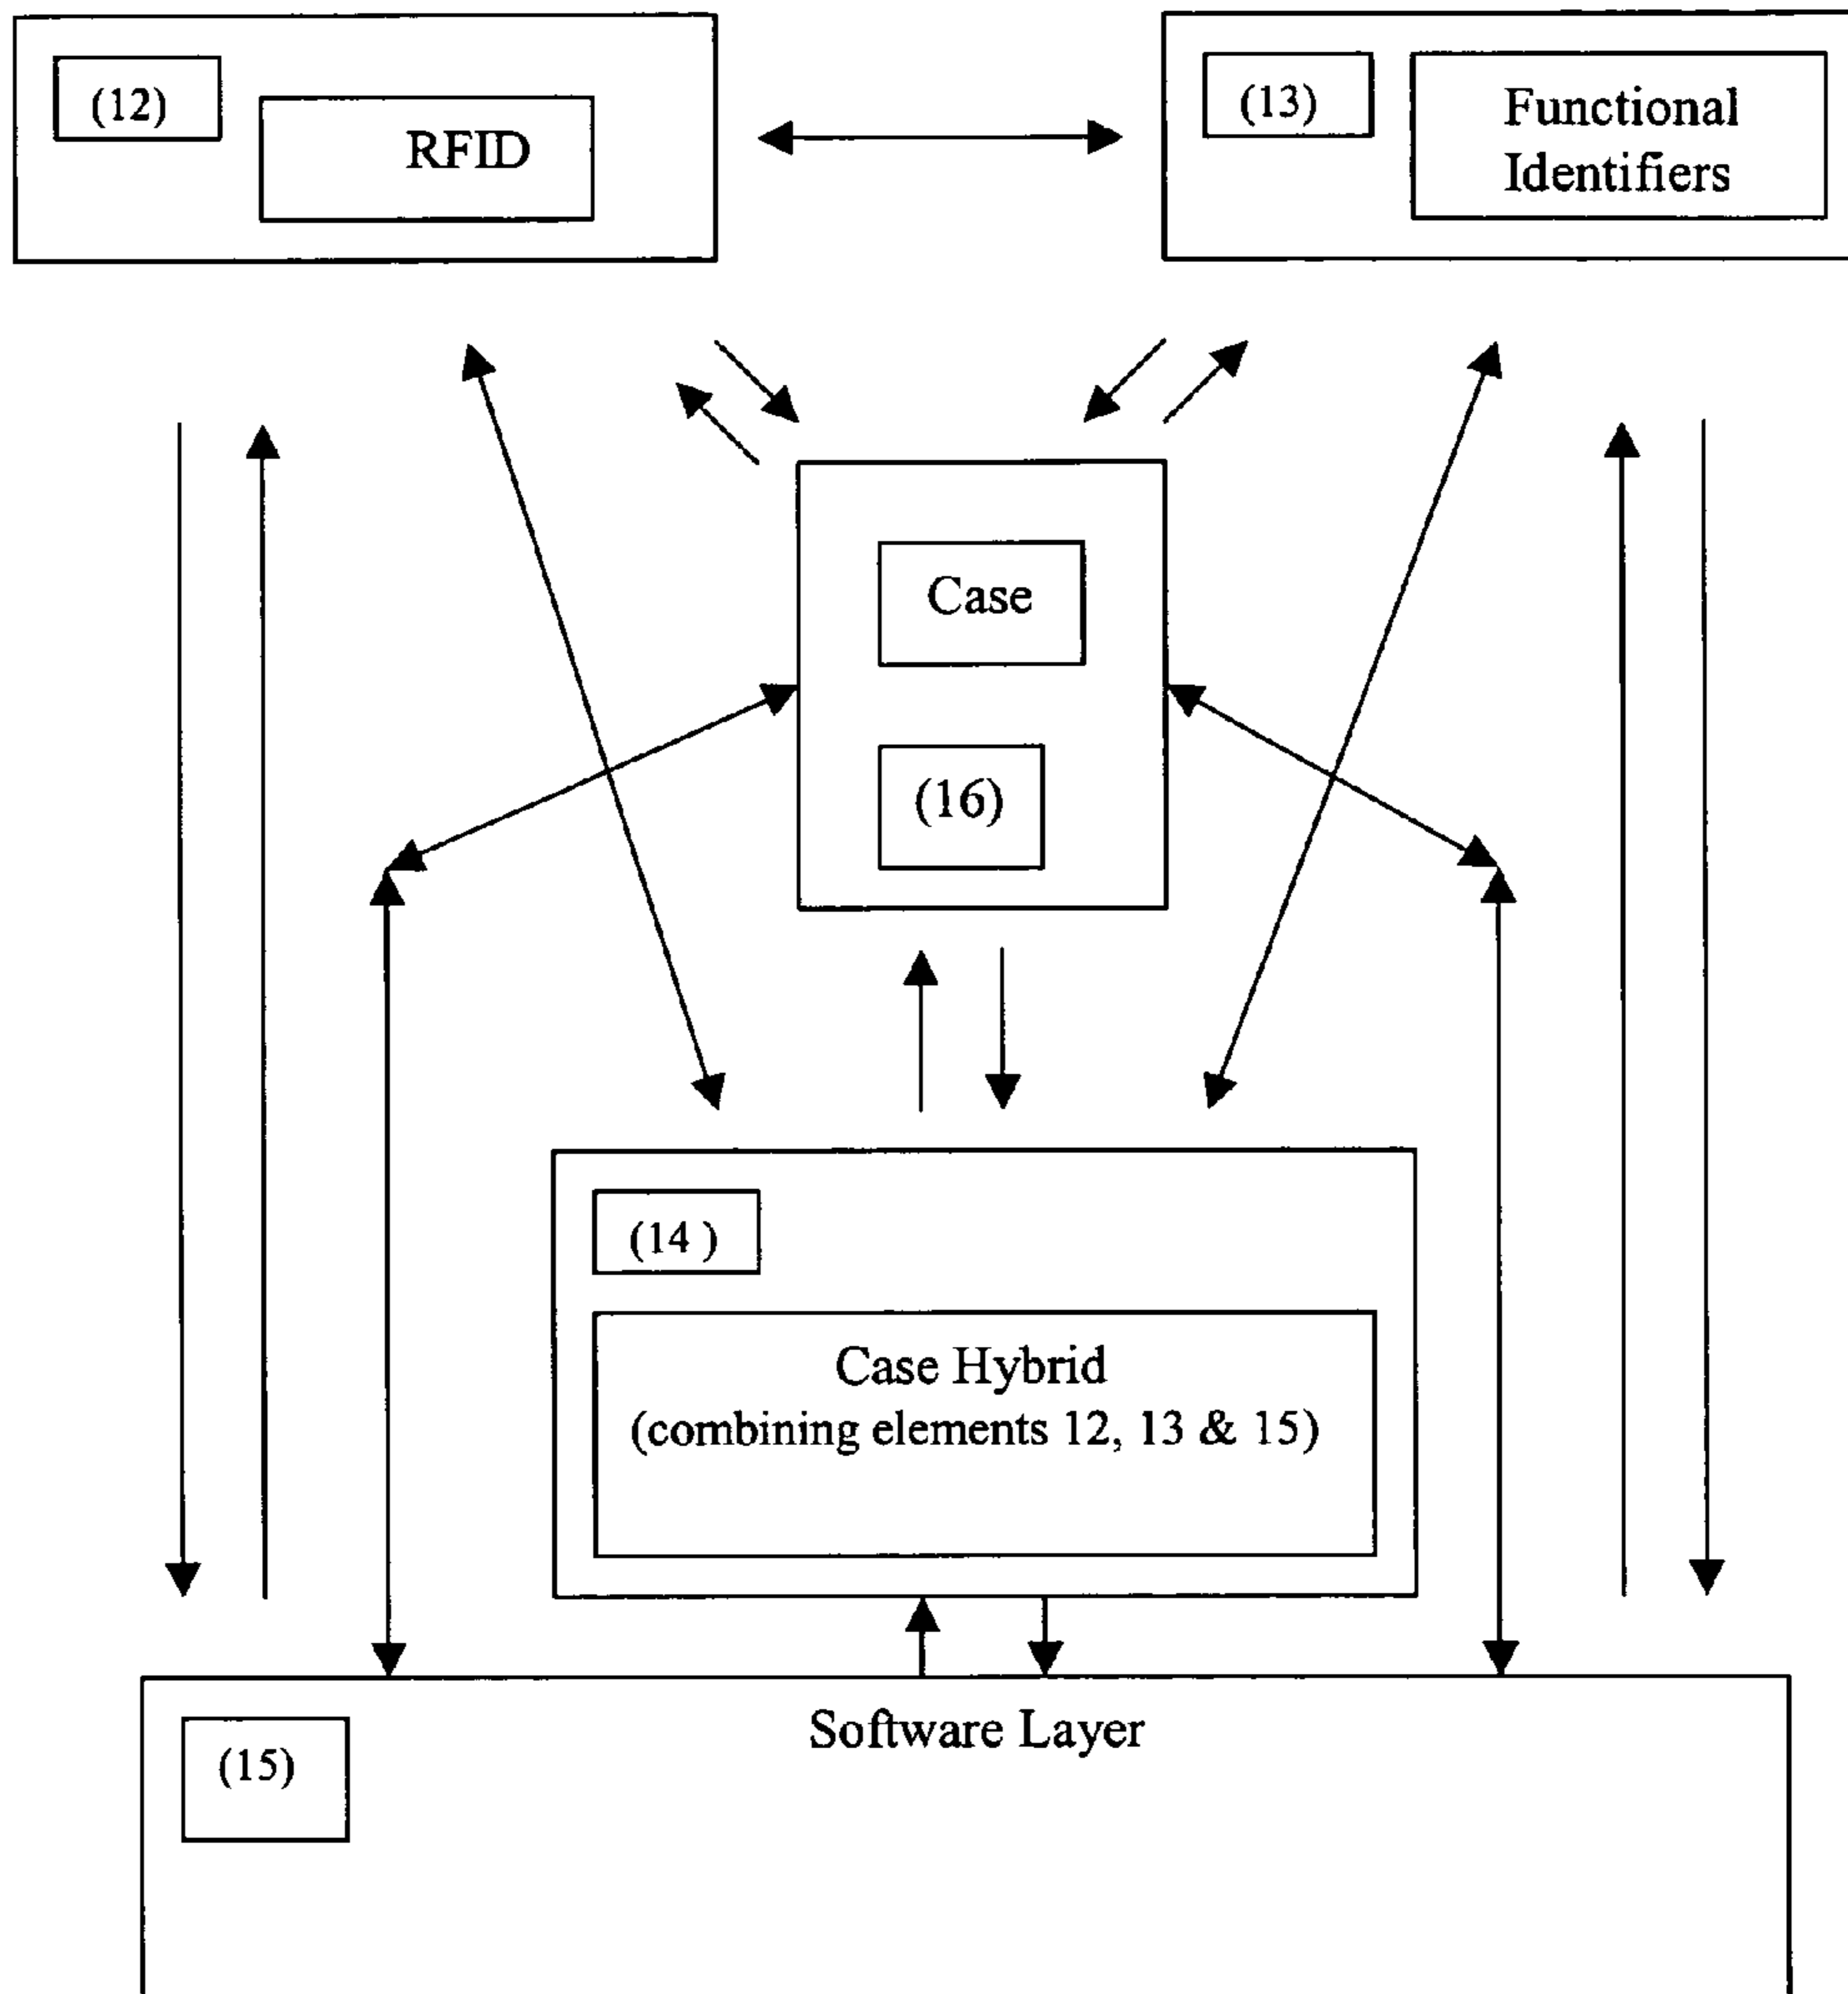 (12)
RFID
(13)
Functional
Identifiers
Case
(16)
(14 )
Case Hybrid
(combining elements 12, 13 & 15)
Software Layer
(15)